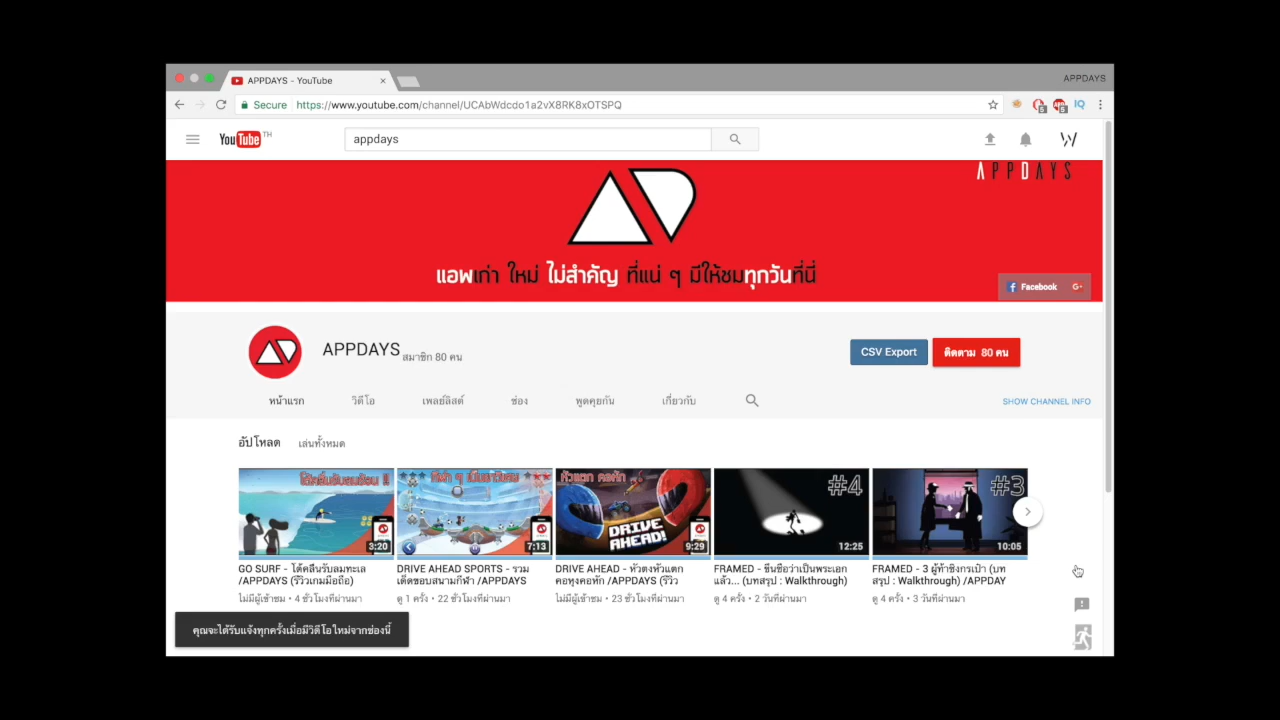 APPDAYS - YouTube
APPDAYS
Secure https://www.youtube.com/channel/UCAbWdcdo1a2vX8RK8xOTSPQ
IQ
YouTube TH
appdays
APPDAYS
แอพเก่า ใหม่ ไม่สำคัญ ที่แน่ ๆ มีให้ชมทุกวันที่นี่
Facebook G+
APPDAYS สมาชิก 80 คน
CSV Export
ติดตาม 80 คน
หน้าแรก วิดีโอ เพลย์ลิสต์ ช่อง พูดคุยกัน เกี่ยวกับ
SHOW CHANNEL INFO
อัปโหลด เล่นทั้งหมด
3:20
7:13
หัวแตก คอหัก
DRIVE AHEAD!
9:29
#4
12:25
#3
10:05
GO SURF - โต้คลื่นรับลมทะเล
/APPDAYS (รีวิวเกมมือถือ)
ไม่มีผู้เข้าชม • 4 ชั่วโมงที่ผ่านมา
DRIVE AHEAD SPORTS - รวม
เด็ดขอบสนามกีฬา /APPDAYS
ดู 1 ครั้ง • 22 ชั่วโมงที่ผ่านมา
DRIVE AHEAD - หัวตงหัวแตก
คอหุงคอหัก /APPDAYS (รีวิว
ไม่มีผู้เข้าชม • 23 ชั่วโมงที่ผ่านมา
FRAMED - ขึ้นชื่อว่าเป็นพระเอก
แล้ว... (บทสรุป : Walkthrough)
ดู 4 ครั้ง • 2 วันที่ผ่านมา
FRAMED - 3 ผู้ท้าชิงกรเป๋า (บท
สรุป : Walkthrough) /APPDAY
ดู 4 ครั้ง • 3 วันที่ผ่านมา
คุณจะได้รับแจ้งทุกครั้งเมื่อมีวิดีโอใหม่จากช่องนี้